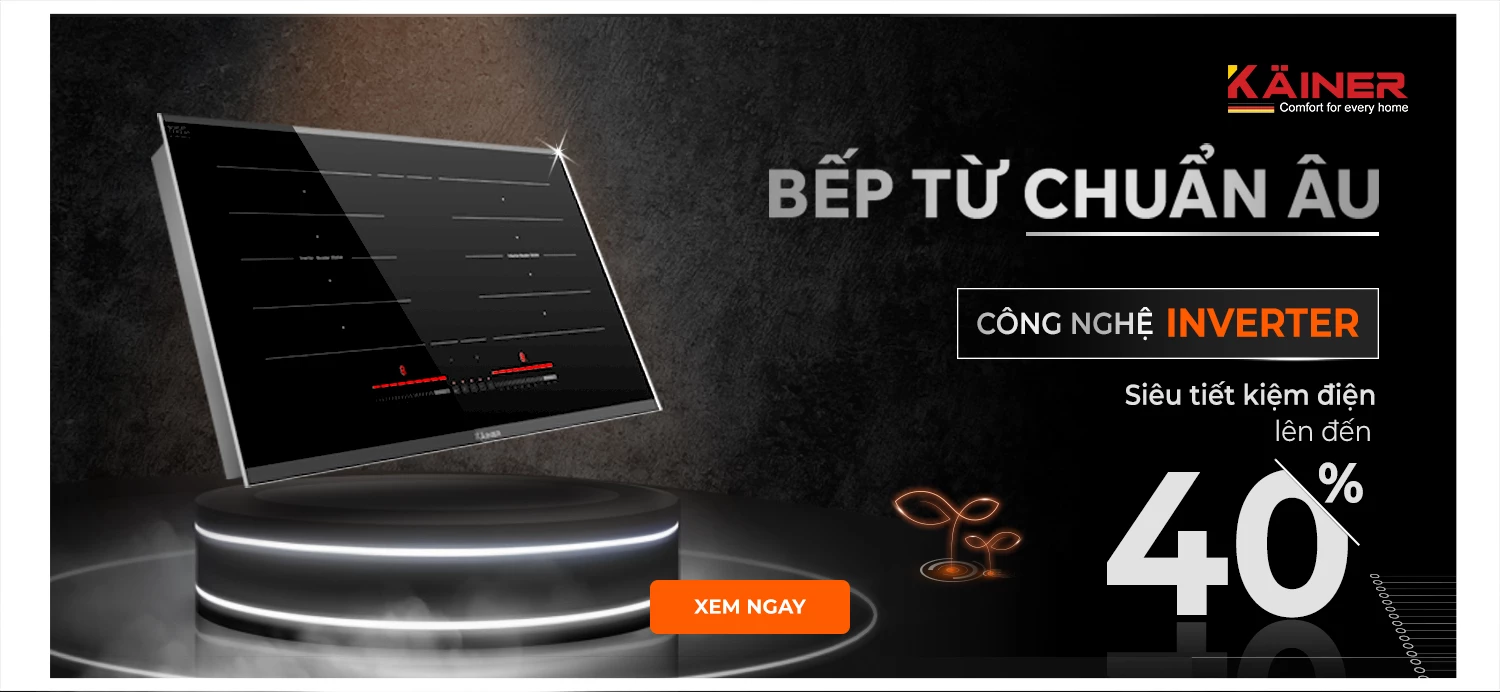 KÄINER
Comfort for every home
BẾP TỪ CHUẨN ÂU
CÔNG NGHỆ INVERTER
Siêu tiết kiệm điện
lên đến
40%
XEM NGAY